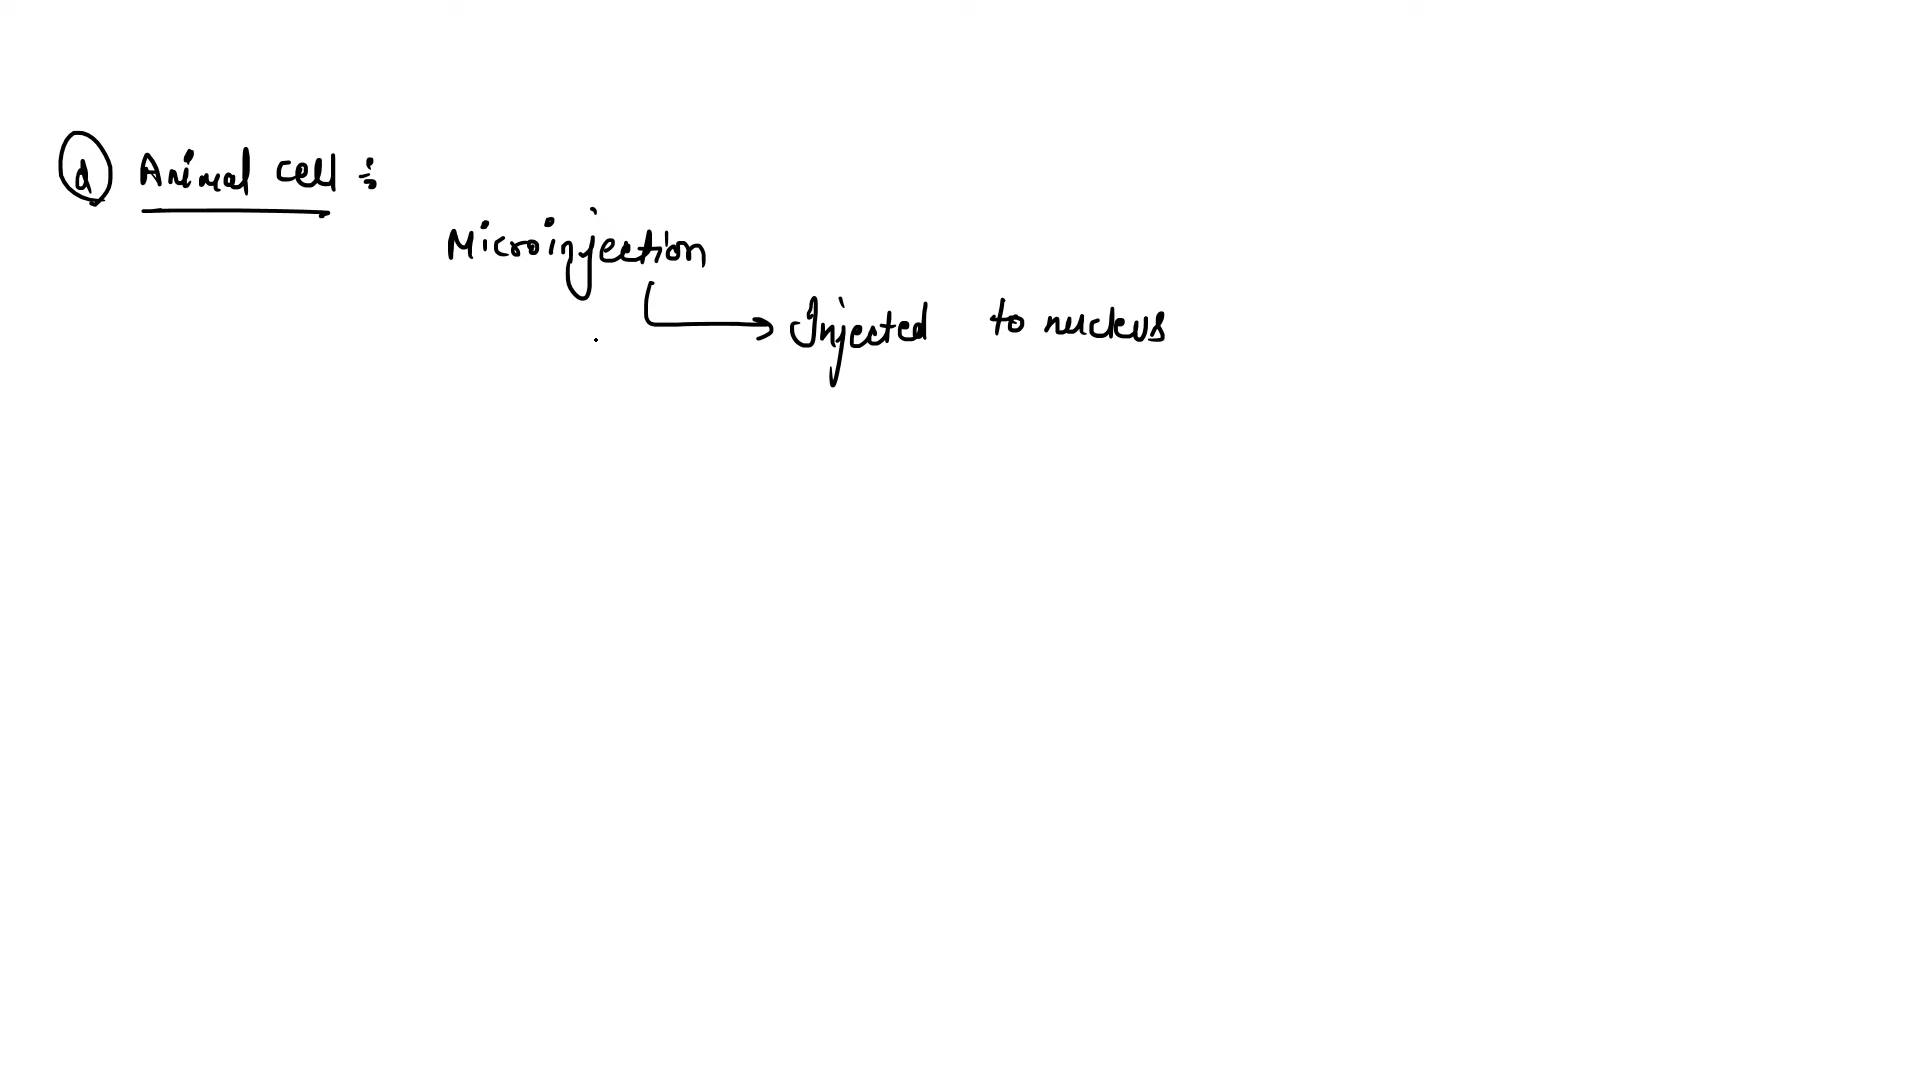 d Animal cell :-
Microinjection
→ Injected to nucleus